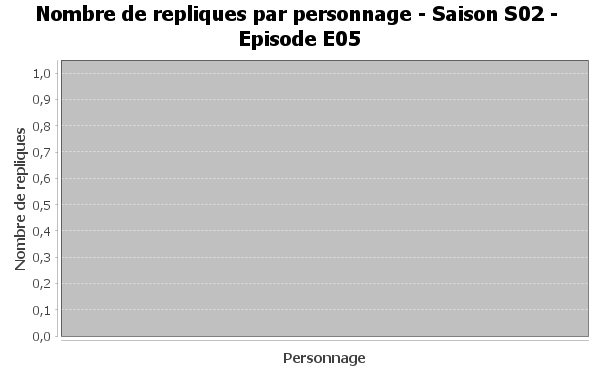 Nombre de repliques par personnage - Saison S02 -
Episode E05
Nombre de repliques
1,0
0,9
0,8
0,7
0,6
0,5
0,4
0,3
0,2
0,1
0,0
Personnage